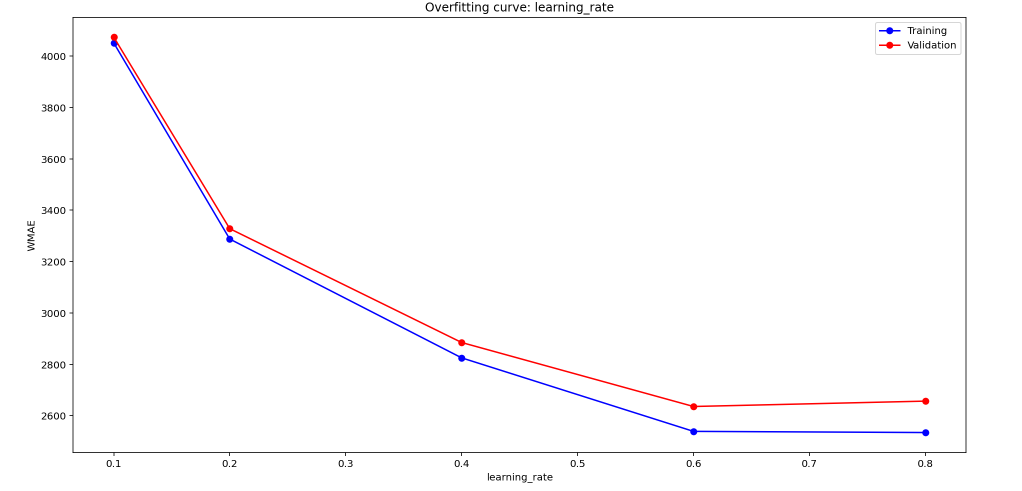 Overfitting curve: learning_rate
Training
Validation
4000
3800
3600
3400
3200
3000
2800
2600
WMAE
0.1 0.2 0.3 0.4 0.5 0.6 0.7 0.8
learning_rate